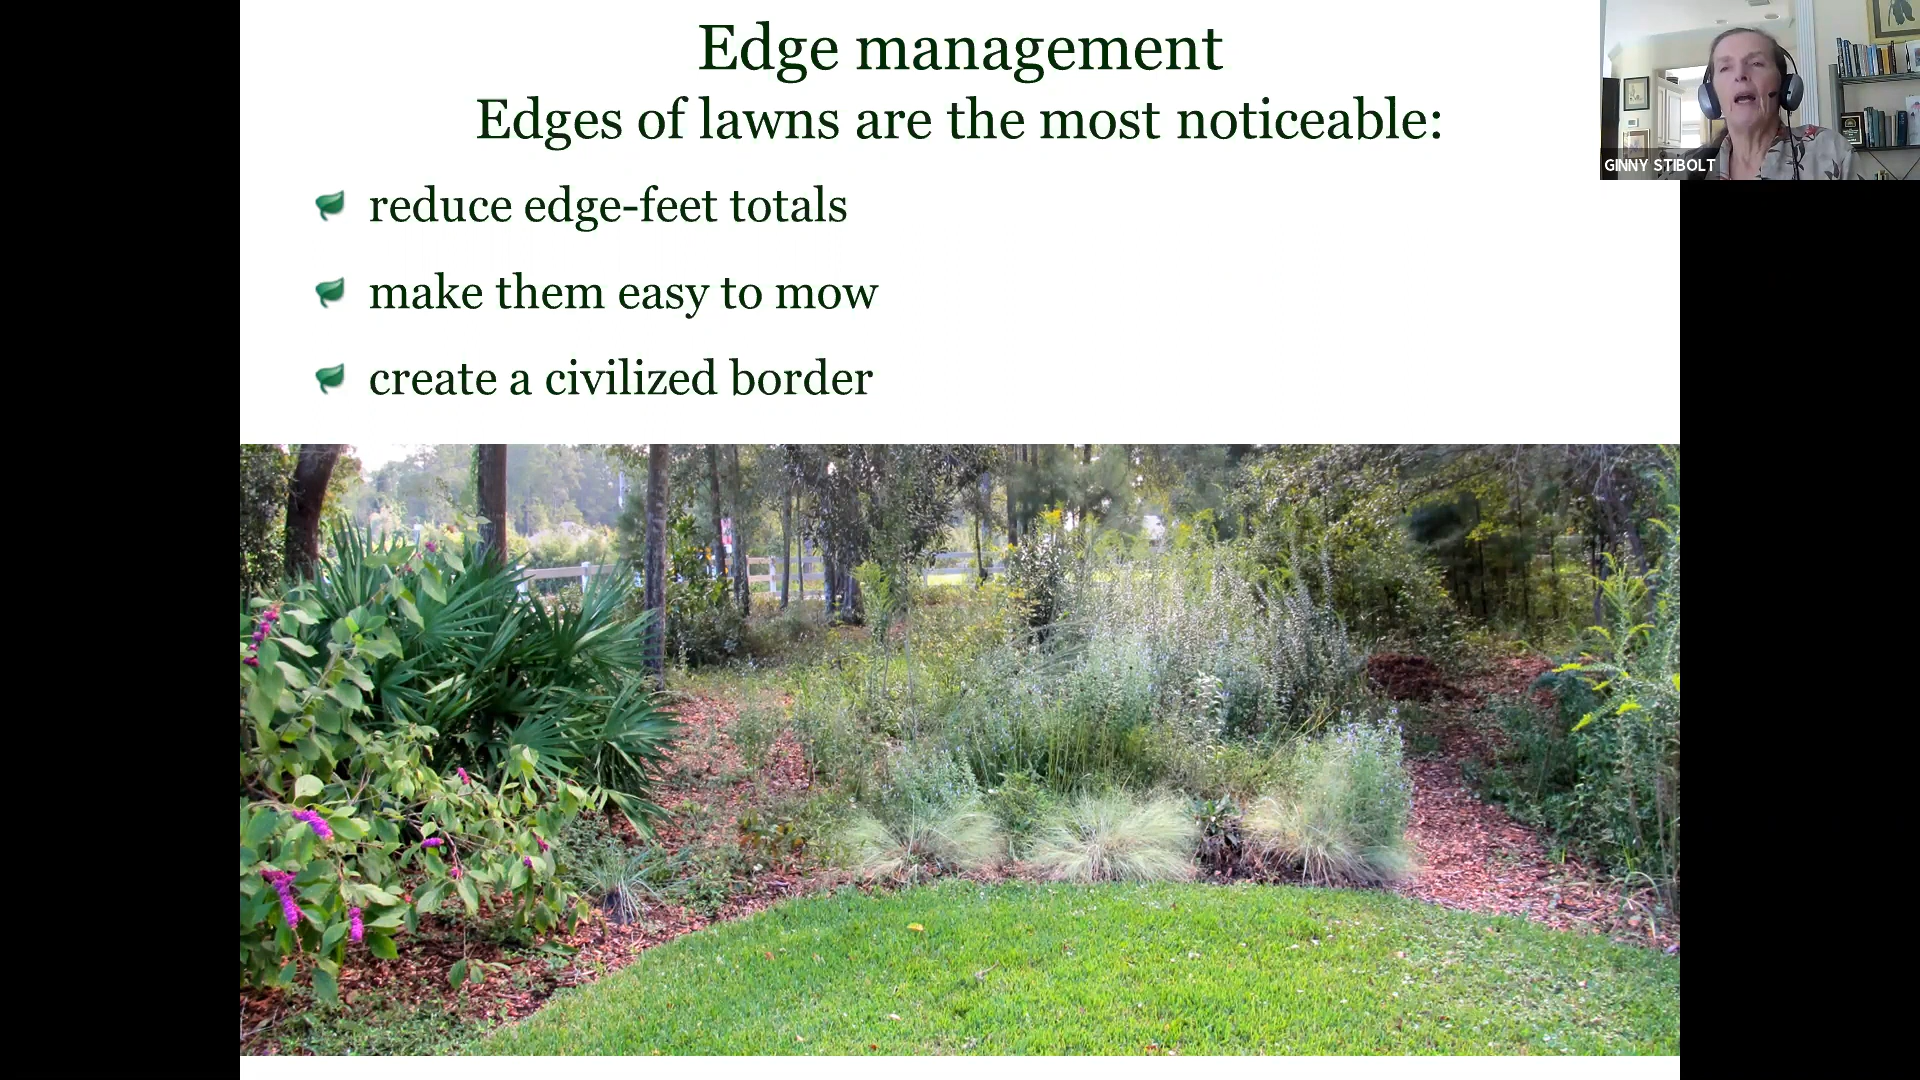 Edge management
Edges of lawns are the most noticeable:
reduce edge-feet totals
make them easy to mow
create a civilized border
GINNY STIBOLT